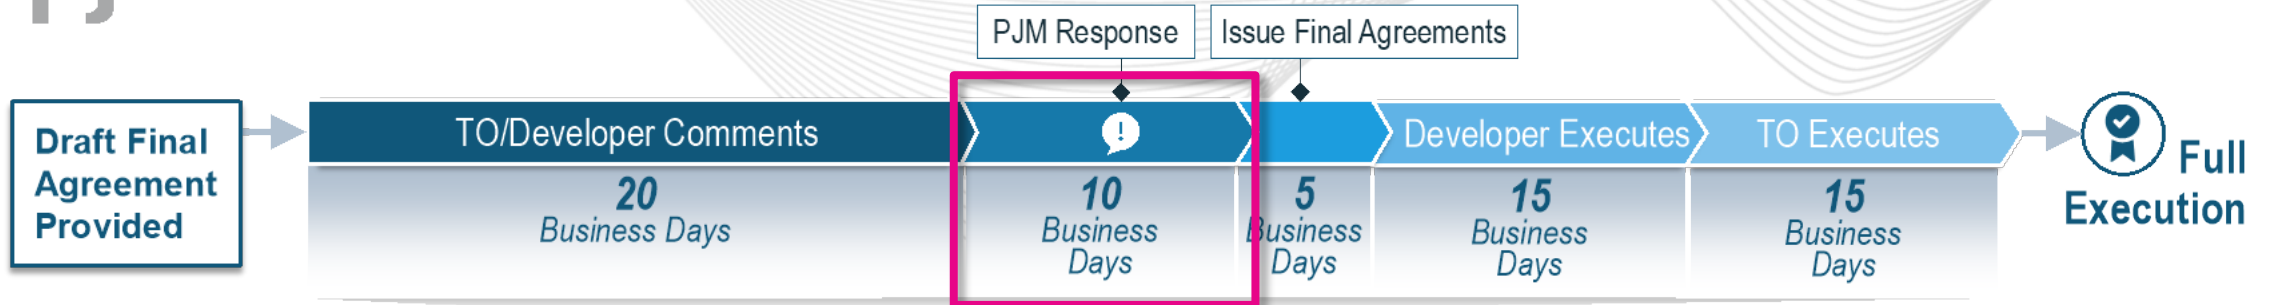 PJM Response
Issue Final Agreements
Draft Final
Agreement
Provided
TO/Developer Comments
!
Developer Executes
TO Executes
Full
Execution
20
Business Days
10
Business
Days
5
Business
Days
15
Business
Days
15
Business
Days